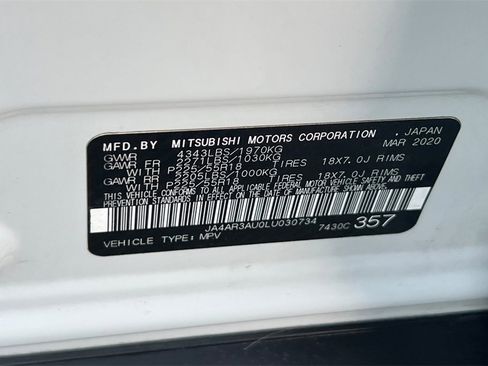 MFD.BY MITSUBISHI MOTORS CORPORATION , JAPAN
GVWR 4343LBS/1970KG MAR 2020
GAWR FR 2271LBS/1030KG
WITH P225/55R18 TIRES 18X7.0J RIMS
GAWR RR 2205LBS/1000KG
WITH P225/55R18 TIRES 18X7.0J RIMS
THIS VEHICLE CONFORMS TO ALL APPLICABLE FEDERAL MOTOR VEHICLE SAFETY AND THEFT
PREVENTION STANDARDS IN EFFECT ON THE DATE OF MANUFACTURE SHOWN ABOVE.
JA4AR3AU0LU030734 7430C 357
VEHICLE TYPE: MPV